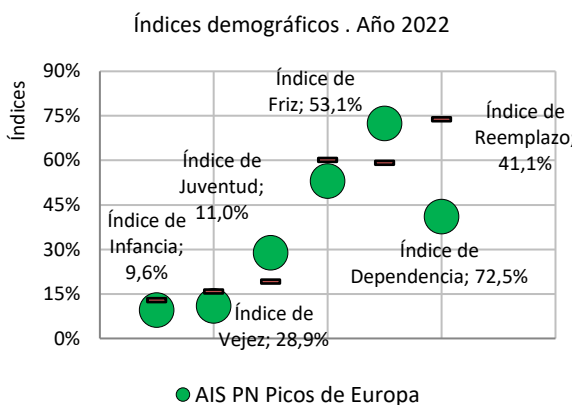 Índices demográficos . Año 2022
Índices
90%
75%
60%
45%
30%
15%
0%
Índice de
Infancia;
9,6%
Índice de
Juventud;
11,0%
Índice de
Vejez; 28,9%
Índice de
Friz; 53,1%
Índice de
Dependencia; 72,5%
Índice de
Reemplazo;
41,1%
AIS PN Picos de Europa